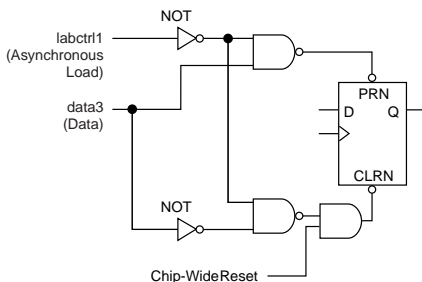 NOT
labctrl1
(Asynchronous
Load)
PRN
D Q
data3
(Data)
CLRN
NOT
Chip-WideReset